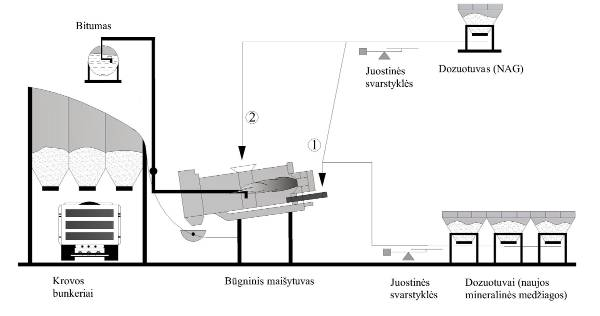 Bitumas
Juostinės
svarstyklės
Dozuotuvas (NAG)
2
1
Krovos
bunkeriai
Būgninis maišytuvas
Juostinės
svarstyklės
Dozuotuvai (naujos
mineralinės medžiagos)